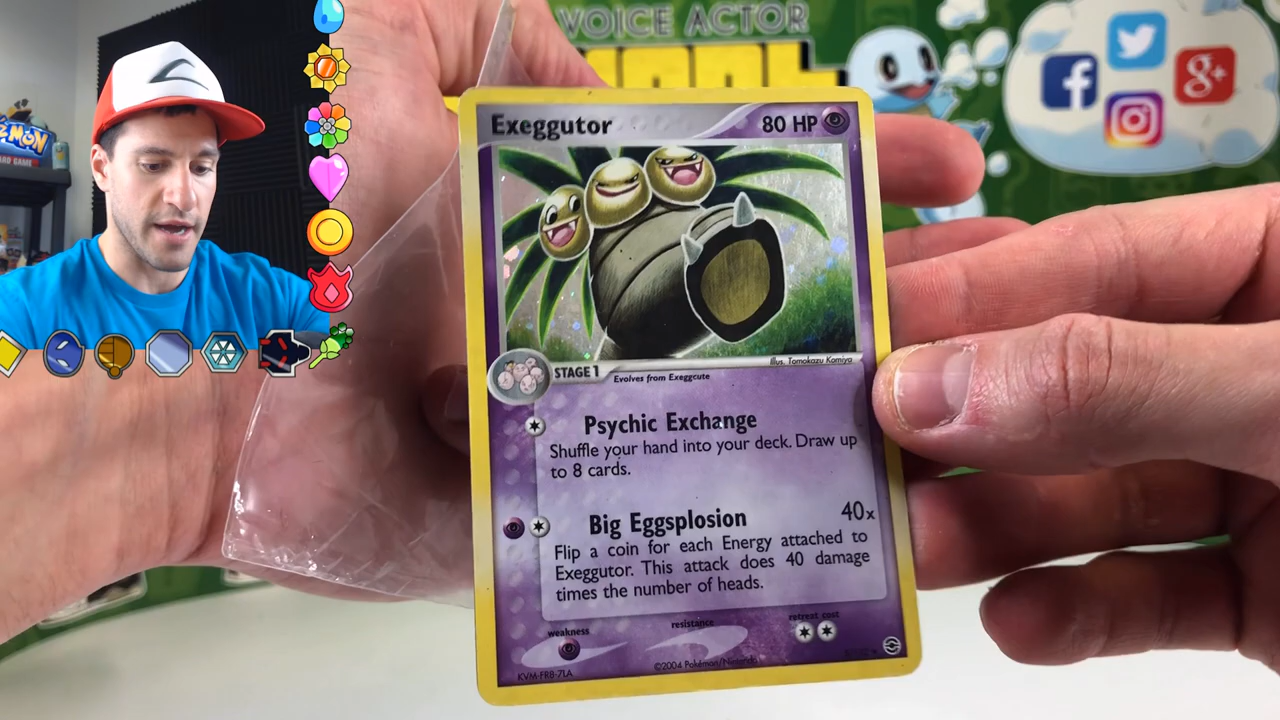 VOICE ACTOR
Exeggutor
80 HP
Illus. Tomokazu Komiya
STAGE 1
Evolves from Exeggcute
Psychic Exchange
Shuffle your hand into your deck. Draw up
to 8 cards.
Big Eggsplosion 40x
Flip a coin for each Energy attached to
Exeggutor. This attack does 40 damage
times the number of heads.
weakness resistance retreat cost
©2004 Pokémon/Nintendo
KVM-FR8-7LA